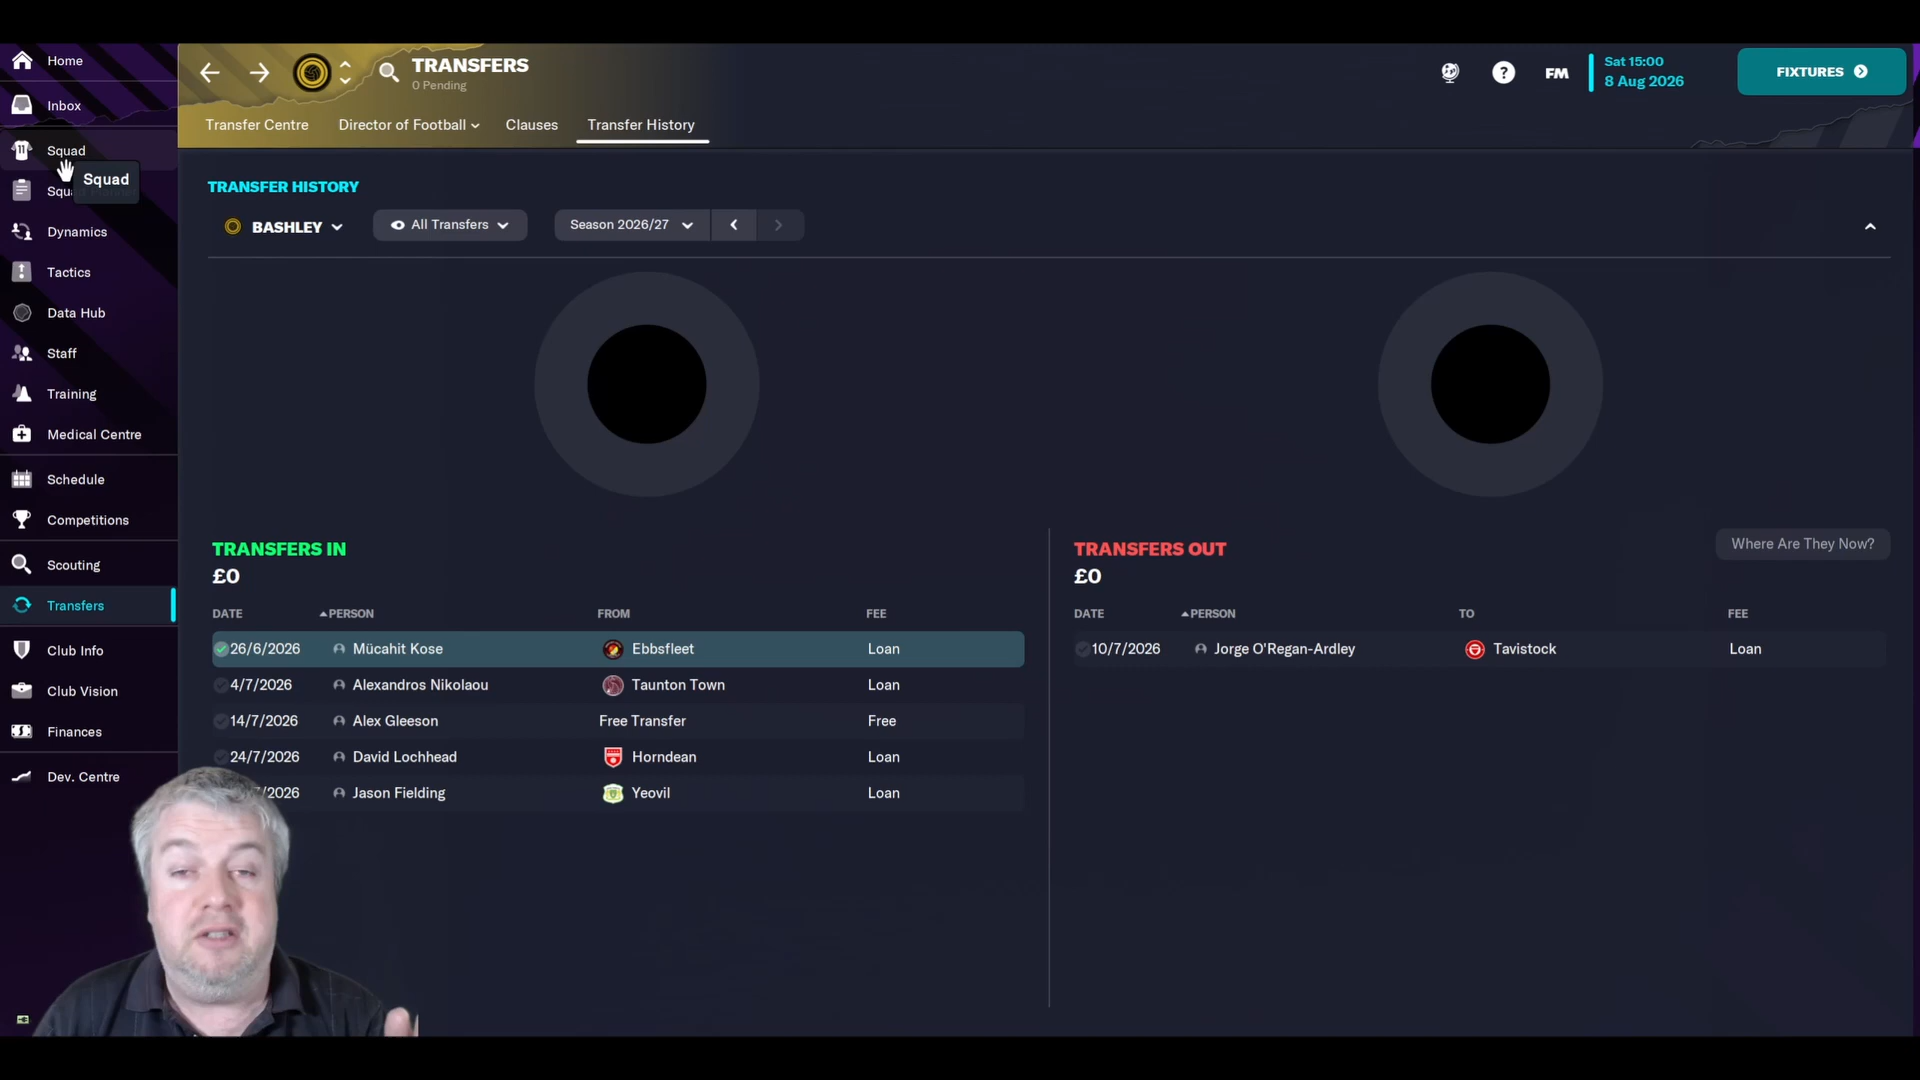 Home
Inbox
Squad
Squad
Dynamics
Tactics
Data Hub
Staff
Training
Medical Centre
Schedule
Competitions
Scouting
Transfers
Club Info
Club Vision
Finances
Dev. Centre
TRANSFERS
0 Pending
FM
Sat 15:00
8 Aug 2026
FIXTURES
Transfer Centre
Director of Football
Clauses
Transfer History
TRANSFER HISTORY
BASHLEY
All Transfers
Season 2026/27
TRANSFERS IN
£0
DATE PERSON FROM FEE
26/6/2026 Mücahit Kose Ebbsfleet Loan
4/7/2026 Alexandros Nikolaou Taunton Town Loan
14/7/2026 Alex Gleeson Free Transfer Free
24/7/2026 David Lochhead Horndean Loan
/2026 Jason Fielding Yeovil Loan
TRANSFERS OUT
£0
Where Are They Now?
DATE PERSON TO FEE
10/7/2026 Jorge O'Regan-Ardley Tavistock Loan